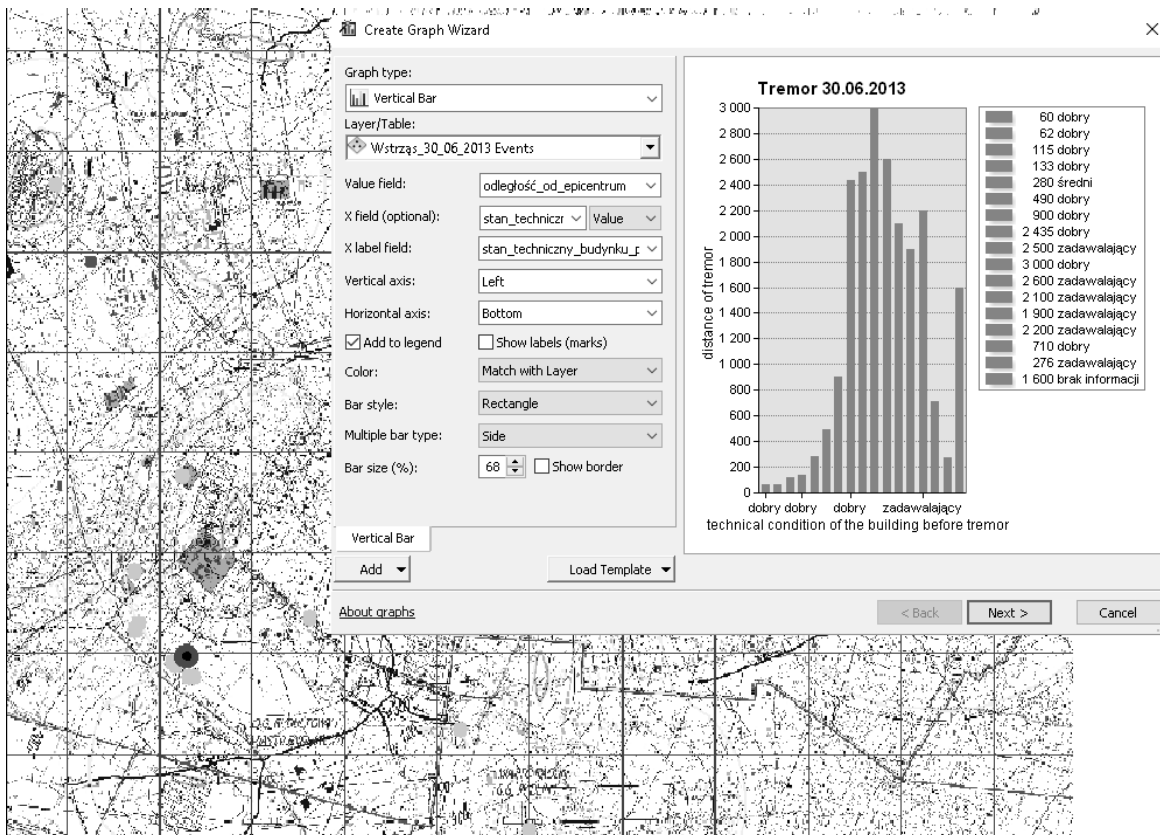 Create Graph Wizard
Graph type:
Vertical Bar
Layer/Table:
Wstrząs_30_06_2013 Events
Value field:
odległość_od_epicentrum
X field (optional):
stan_techniczr
Value
X label field:
stan_techniczny_budynku_p
Vertical axis:
Left
Horizontal axis:
Bottom
Add to legend
Show labels (marks)
Color:
Match with Layer
Bar style:
Rectangle
Multiple bar type:
Side
Bar size (%):
68
Show border
Vertical Bar
Add
Load Template
About graphs
< Back
Next >
Cancel
Tremor 30.06.2013
distance of tremor
3 000
2 800
2 600
2 400
2 200
2 000
1 800
1 600
1 400
1 200
1 000
800
600
400
200
0
dobry dobry dobry zadawalający
technical condition of the building before tremor
60 dobry
62 dobry
115 dobry
133 dobry
280 średni
490 dobry
900 dobry
2 435 dobry
2 500 zadawalający
3 000 dobry
2 600 zadawalający
2 100 zadawalający
1 900 zadawalający
2 200 zadawalający
710 dobry
276 zadawalający
1 600 brak informacji